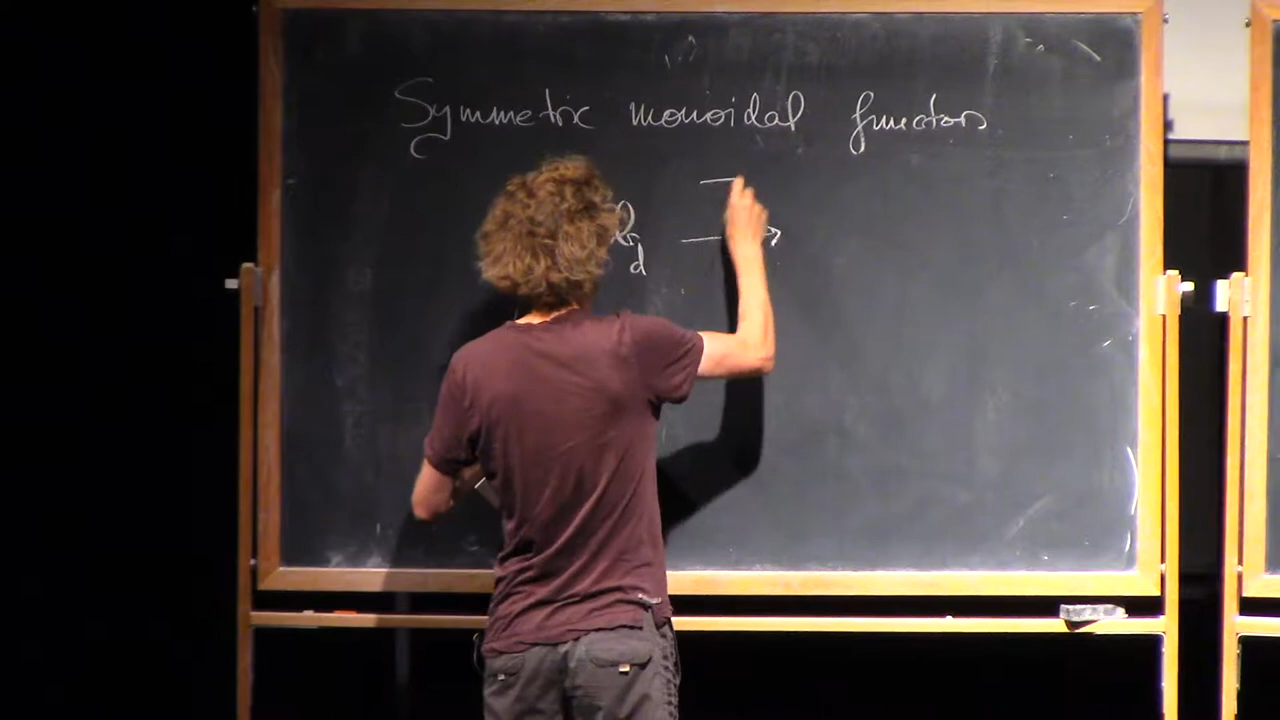 Symmetric monoidal functors
d →